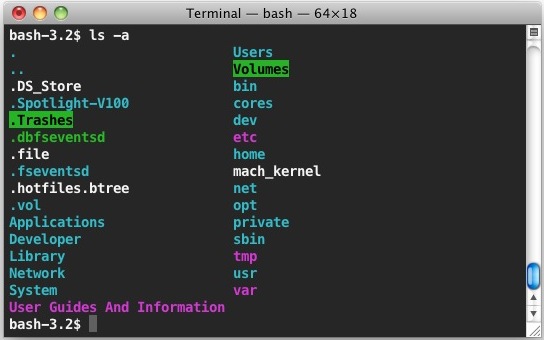 Terminal — bash — 64×18
bash-3.2$ ls -a
. Users
.. Volumes
.DS_Store bin
.Spotlight-V100 cores
.Trashes dev
.dbfseventsd etc
.file home
.fseventsd mach_kernel
.hotfiles.btree net
.vol opt
Applications private
Developer sbin
Library tmp
Network usr
System var
User Guides And Information
bash-3.2$